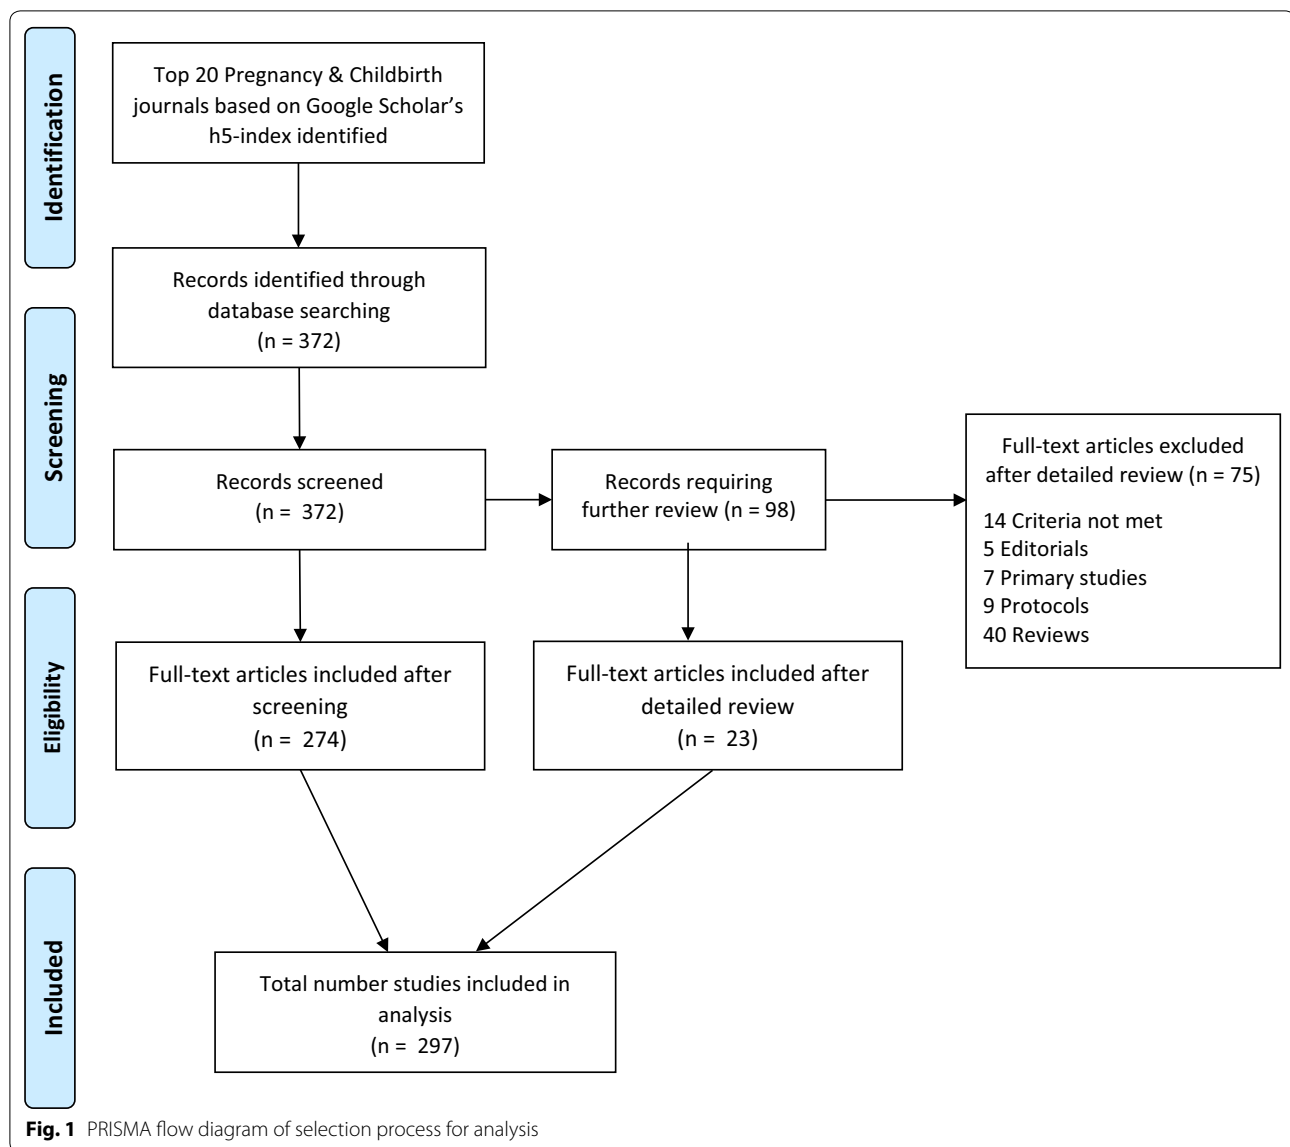 Identification
Top 20 Pregnancy & Childbirth
journals based on Google Scholar's
h5-index identified
Records identified through
database searching
(n = 372)
Screening
Records screened
(n = 372)
Records requiring
further review (n = 98)
Full-text articles excluded
after detailed review (n = 75)
14 Criteria not met
5 Editorials
7 Primary studies
9 Protocols
40 Reviews
Eligibility
Full-text articles included after
screening
(n = 274)
Full-text articles included after
detailed review
(n = 23)
Included
Total number studies included in
analysis
(n = 297)
Fig. 1 PRISMA flow diagram of selection process for analysis